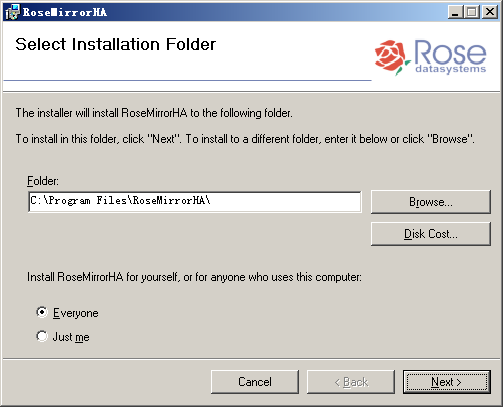 RoseMirrorHA
Select Installation Folder
Rose
datasystems
The installer will install RoseMirrorHA to the following folder.
To install in this folder, click "Next". To install to a different folder, enter it below or click "Browse".
Folder:
C:\Program Files\RoseMirrorHA\
Browse...
Disk Cost...
Install RoseMirrorHA for yourself, or for anyone who uses this computer:
Everyone
Just me
Cancel
< Back
Next >